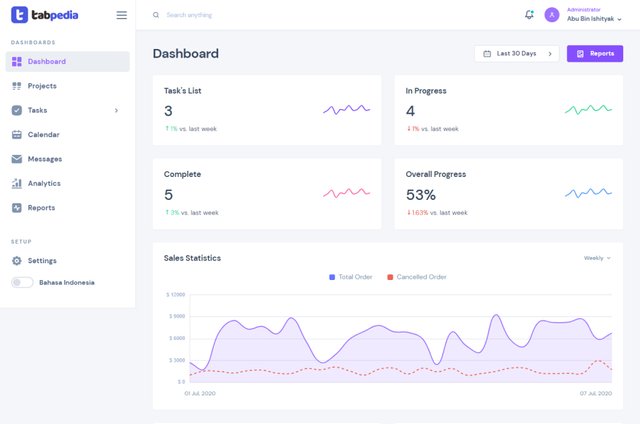 tabpedia
Search anything
Administrator
Abu Bin Ishityak
DASHBOARDS
Dashboard
Projects
Tasks
Calendar
Messages
Analytics
Reports
SETUP
Settings
Bahasa Indonesia
Dashboard
Last 30 Days
Reports
Task's List
3
↑1% vs. last week
In Progress
4
↓1% vs. last week
Complete
5
↑3% vs. last week
Overall Progress
53%
↓1.63% vs. last week
Sales Statistics
Weekly
Total Order
Cancelled Order
$ 12000
$ 9000
$ 6000
$ 3000
$ 0
01 Jul, 2020
07 Jul, 2020